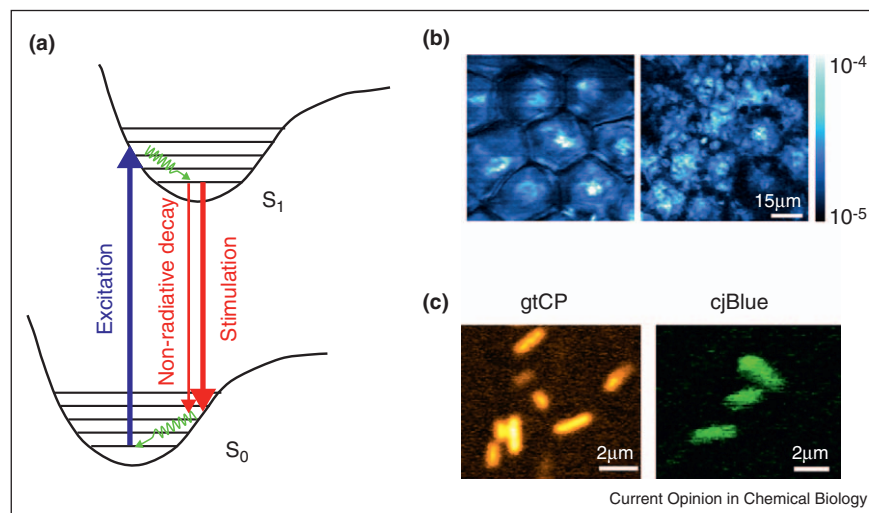 (a)
S1
Excitation
Non-radiative decay
Stimulation
S0
(b)
10-4
15μm
10-5
(c)
gtCP
cjBlue
2μm
2μm
Current Opinion in Chemical Biology